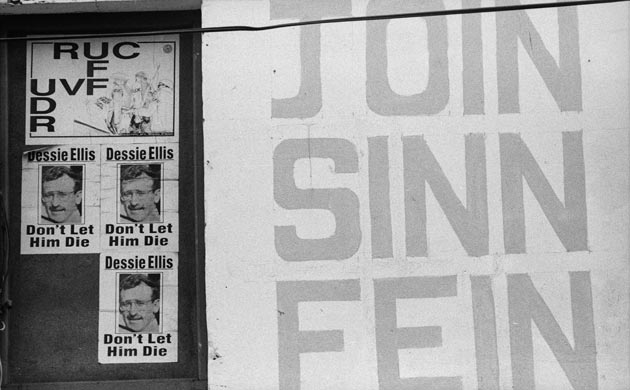 RUC
UFF
UVF
UDR
Dessie Ellis
Don't Let
Him Die
Dessie Ellis
Don't Let
Him Die
Dessie Ellis
Don't Let
Him Die
JOIN
SINN
FEIN